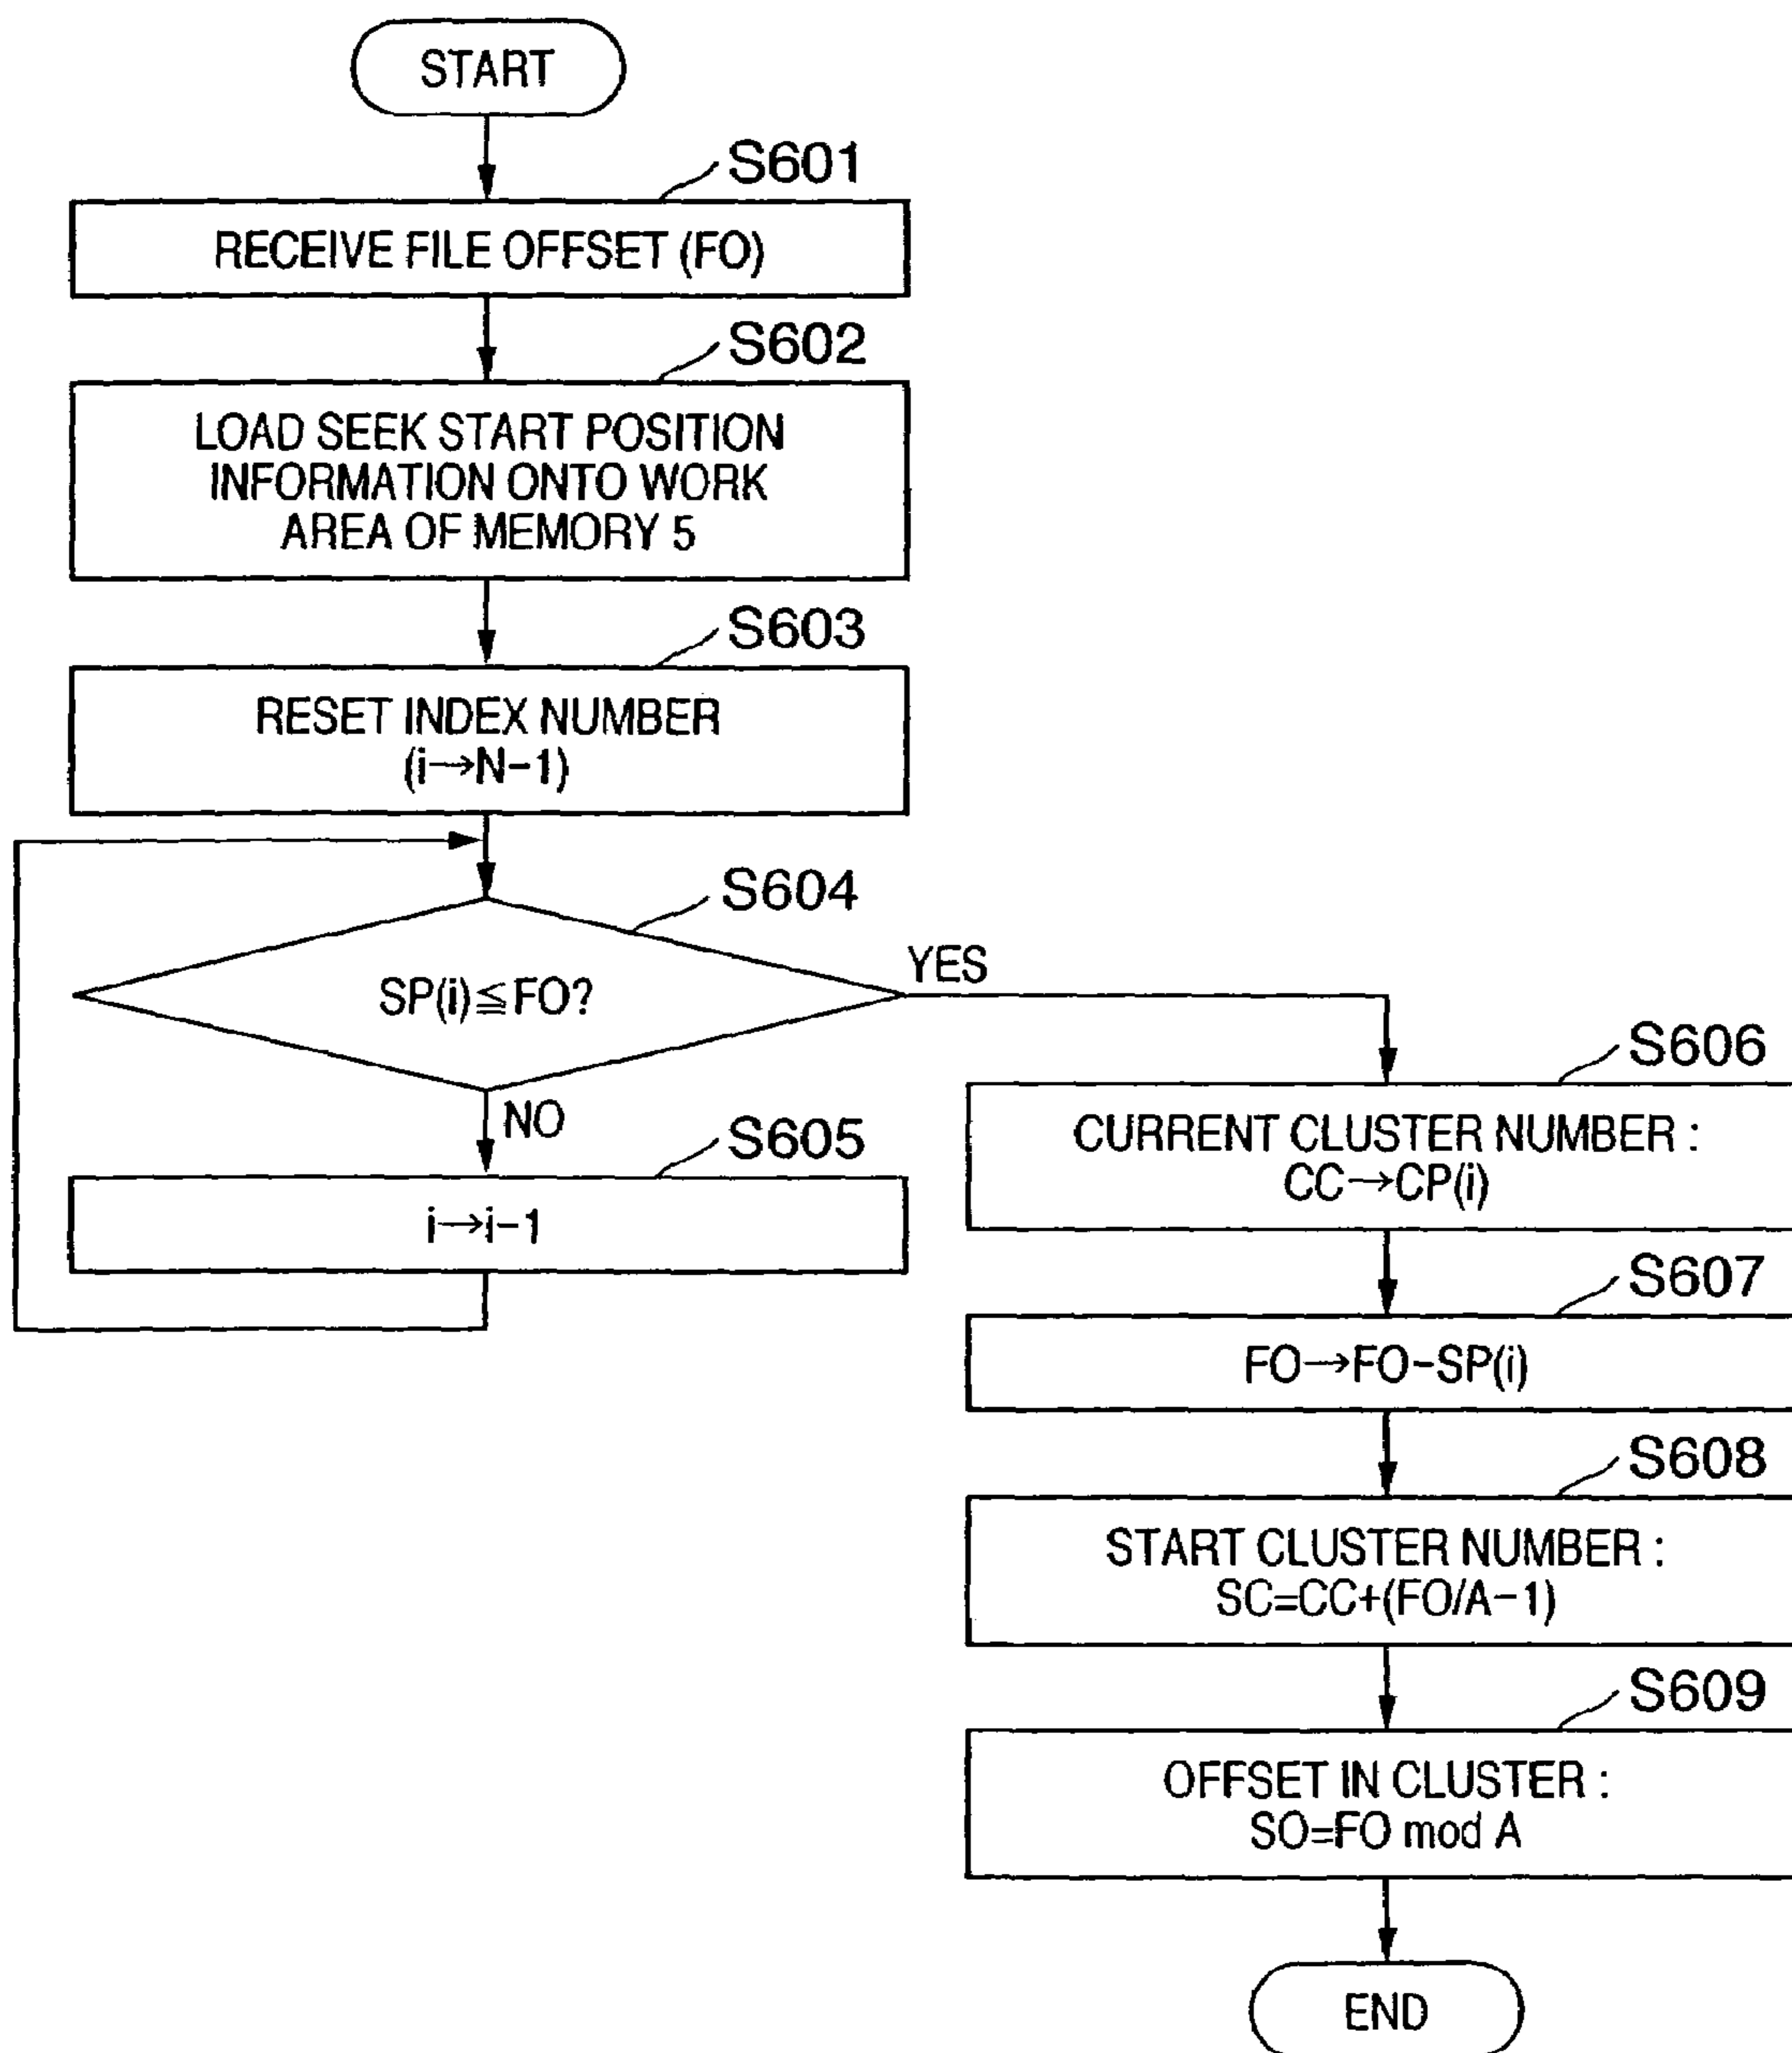 START
S601
RECEIVE FILE OFFSET (FO)
S602
LOAD SEEK START POSITION
INFORMATION ONTO WORK
AREA OF MEMORY 5
S603
RESET INDEX NUMBER
(i→N-1)
S604
SP(i)≦FO?
YES
NO
S605
i→i-1
S606
CURRENT CLUSTER NUMBER :
CC→CP(i)
S607
FO→FO-SP(i)
S608
START CLUSTER NUMBER :
SC=CC+(FO/A-1)
S609
OFFSET IN CLUSTER :
SO=FO mod A
END